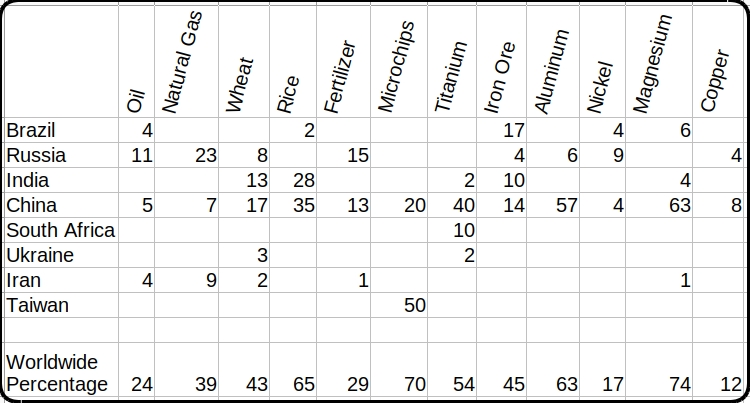 Oil Natural Gas Wheat Rice Fertilizer Microchips Titanium Iron Ore Aluminum Nickel Magnesium Copper
Brazil 4 2 17 4 6
Russia 11 23 8 15 4 6 9 4
India 13 28 2 10 4
China 5 7 17 35 13 20 40 14 57 4 63 8
South Africa 10
Ukraine 3 2
Iran 4 9 2 1 1
Taiwan 50
Worldwide
Percentage 24 39 43 65 29 70 54 45 63 17 74 12